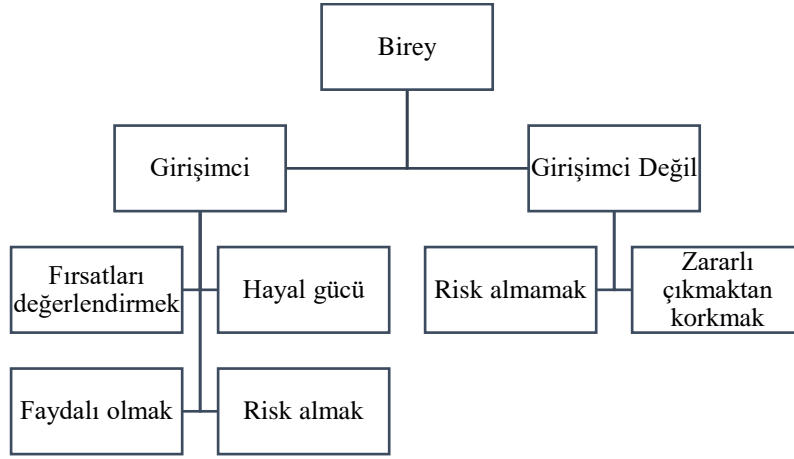 Birey
Girişimci
Girişimci Değil
Fırsatları
değerlendirmek
Hayal gücü
Risk almamak
Zararlı
çıkmaktan
korkmak
Faydalı olmak
Risk almak